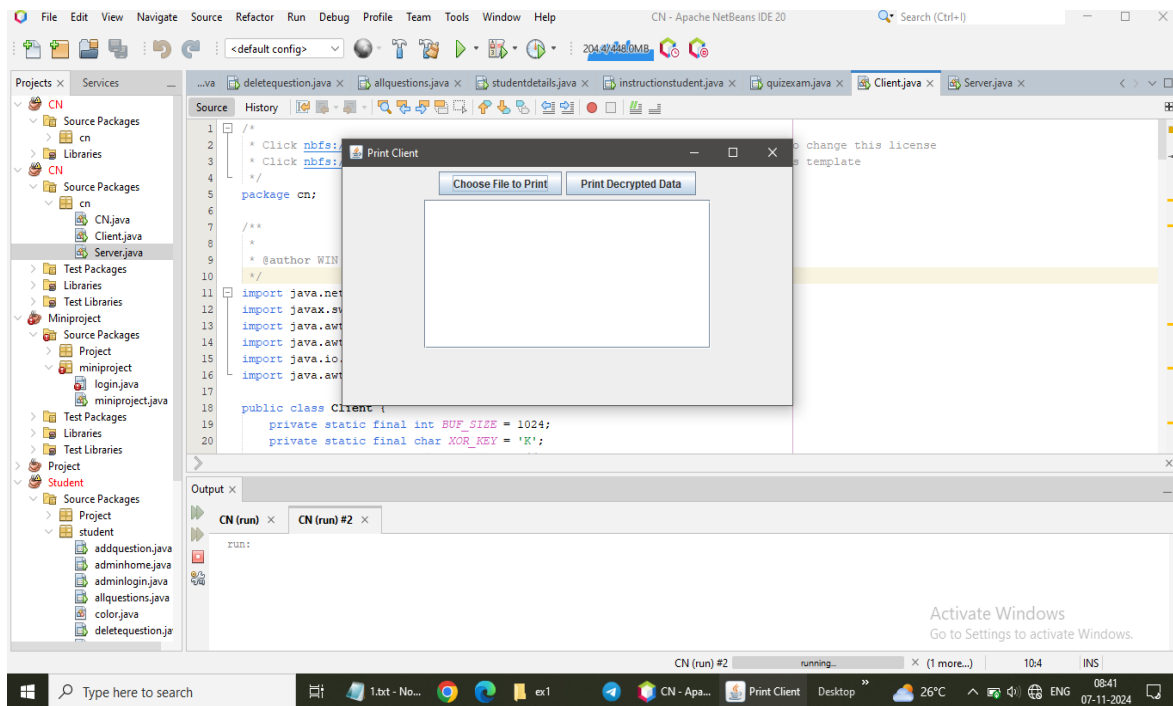 File Edit View Navigate Source Refactor Run Debug Profile Team Tools Window Help CN - Apache NetBeans IDE 20 Search (Ctrl+I)
<default config> 204.4/448.0MB
Projects Services ...va deletequestion.java allquestions.java studentdetails.java instructionstudent.java quizexam.java Client.java Server.java
Source History
CN
Source Packages
cn
Libraries
CN
Source Packages
cn
CN.java
Client.java
Server.java
Test Packages
Libraries
Test Libraries
Miniproject
Source Packages
Project
miniproject
login.java
miniproject.java
Test Packages
Libraries
Test Libraries
Project
Student
Source Packages
Project
student
addquestion.java
adminhome.java
adminlogin.java
allquestions.java
color.java
deletequestion.ja
1 /*
2 * Click nbfs:/ o change this license
3 * Click nbfs:/ s template
4 */
5 package cn;
6
7 /**
8 *
9 * @author WIN
10 */
11 import java.net
12 import javax.sw
13 import java.awt
14 import java.awt
15 import java.io.
16 import java.awt
17
18 public class Client {
19 private static final int BUF_SIZE = 1024;
20 private static final char XOR_KEY = 'K';
Print Client
Choose File to Print Print Decrypted Data
Output
CN (run) CN (run) #2
run:
Activate Windows
Go to Settings to activate Windows.
CN (run) #2 running... (1 more...) 10:4 INS
Type here to search 1.txt - No... ex1 CN - Apa... Print Client Desktop 26°C ENG 08:41
07-11-2024